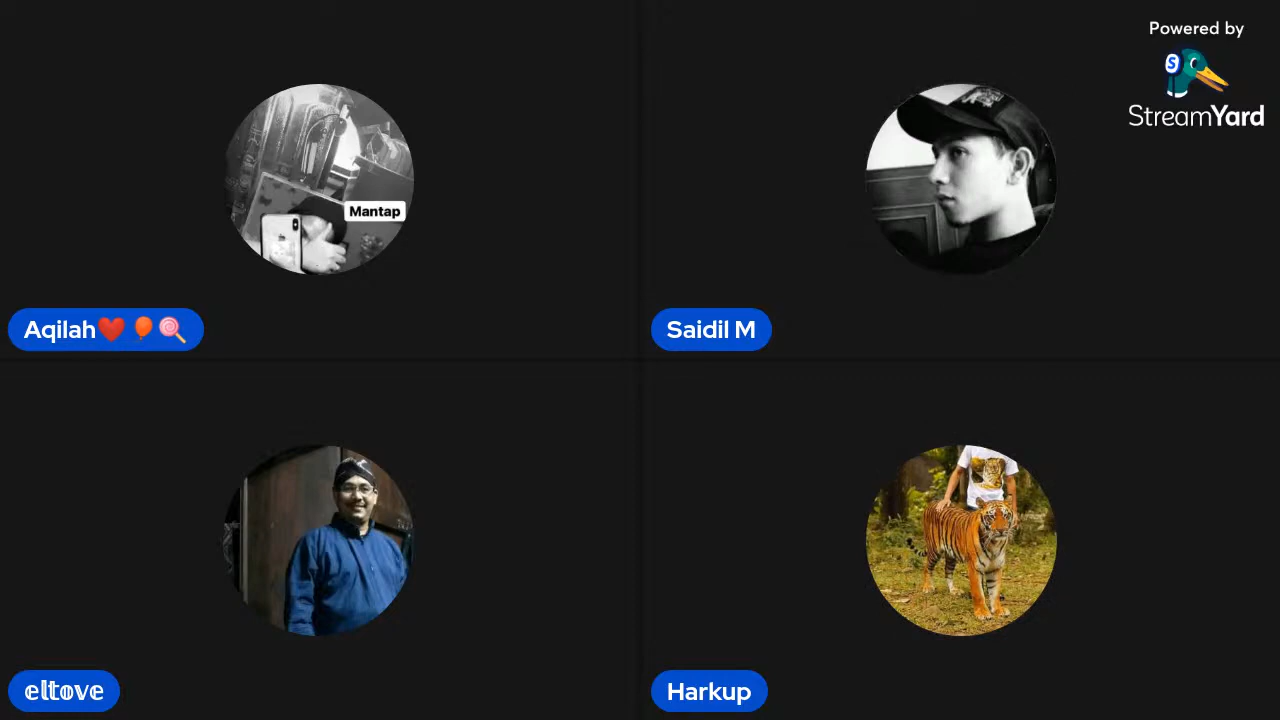 Powered by
S
StreamYard
Mantap
Aqilah❤️🎈🍭
Saidil M
𝕖𝕝𝕥𝕠𝕧𝕖
Harkup